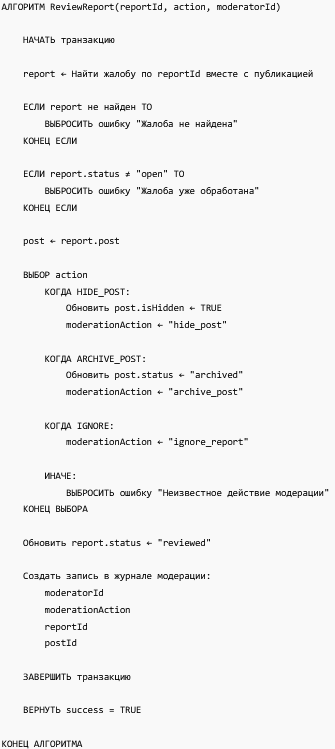 АЛГОРИТМ ReviewReport(reportId, action, moderatorId)
НАЧАТЬ транзакцию
report ← Найти жалобу по reportId вместе с публикацией
ЕСЛИ report не найден ТО
ВЫБРОСИТЬ ошибку "Жалоба не найдена"
КОНЕЦ ЕСЛИ
ЕСЛИ report.status ≠ "open" ТО
ВЫБРОСИТЬ ошибку "Жалоба уже обработана"
КОНЕЦ ЕСЛИ
post ← report.post
ВЫБОР action
КОГДА HIDE_POST:
Обновить post.isHidden ← TRUE
moderationAction ← "hide_post"
КОГДА ARCHIVE_POST:
Обновить post.status ← "archived"
moderationAction ← "archive_post"
КОГДА IGNORE:
moderationAction ← "ignore_report"
ИНАЧЕ:
ВЫБРОСИТЬ ошибку "Неизвестное действие модерации"
КОНЕЦ ВЫБОРА
Обновить report.status ← "reviewed"
Создать запись в журнале модерации:
moderatorId
moderationAction
reportId
postId
ЗАВЕРШИТЬ транзакцию
ВЕРНУТЬ success = TRUE
КОНЕЦ АЛГОРИТМА